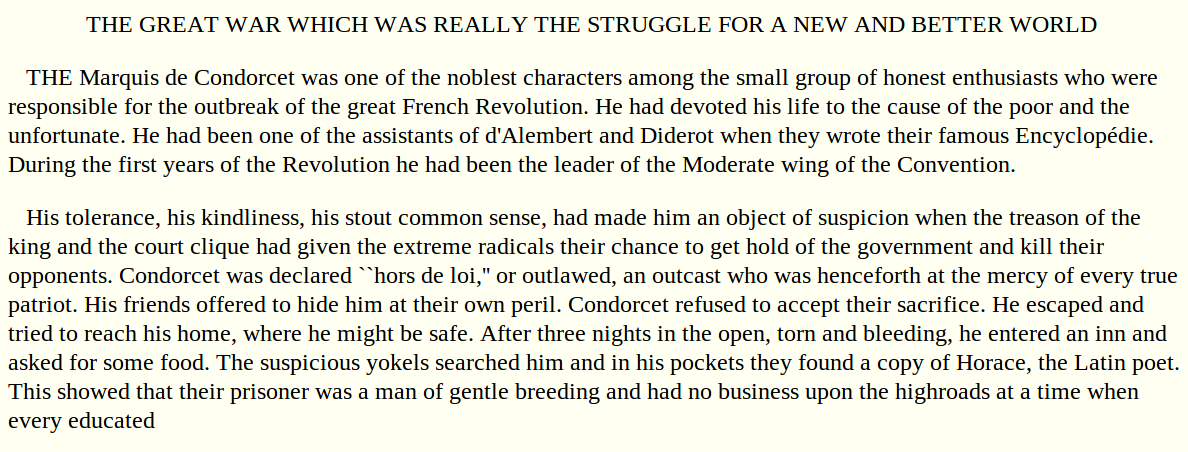 THE GREAT WAR WHICH WAS REALLY THE STRUGGLE FOR A NEW AND BETTER WORLD
THE Marquis de Condorcet was one of the noblest characters among the small group of honest enthusiasts who were
responsible for the outbreak of the great French Revolution. He had devoted his life to the cause of the poor and the
unfortunate. He had been one of the assistants of d'Alembert and Diderot when they wrote their famous Encyclopédie.
During the first years of the Revolution he had been the leader of the Moderate wing of the Convention.
His tolerance, his kindliness, his stout common sense, had made him an object of suspicion when the treason of the
king and the court clique had given the extreme radicals their chance to get hold of the government and kill their
opponents. Condorcet was declared ``hors de loi,'' or outlawed, an outcast who was henceforth at the mercy of every true
patriot. His friends offered to hide him at their own peril. Condorcet refused to accept their sacrifice. He escaped and
tried to reach his home, where he might be safe. After three nights in the open, torn and bleeding, he entered an inn and
asked for some food. The suspicious yokels searched him and in his pockets they found a copy of Horace, the Latin poet.
This showed that their prisoner was a man of gentle breeding and had no business upon the highroads at a time when
every educated